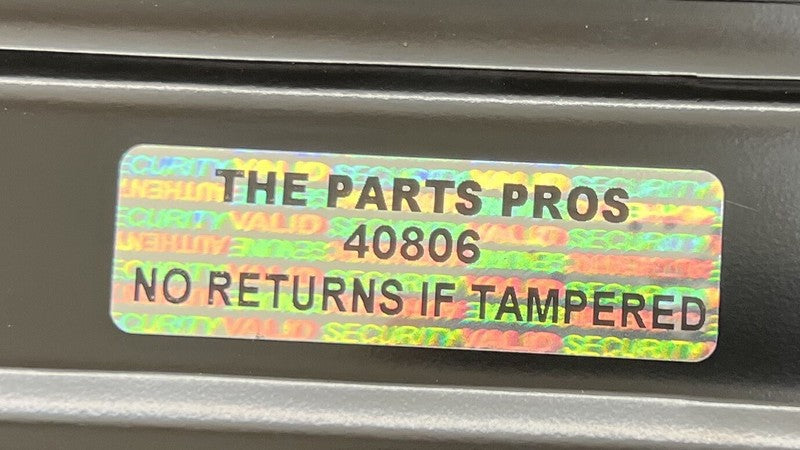 THE PARTS PROS
40806
NO RETURNS IF TAMPERED